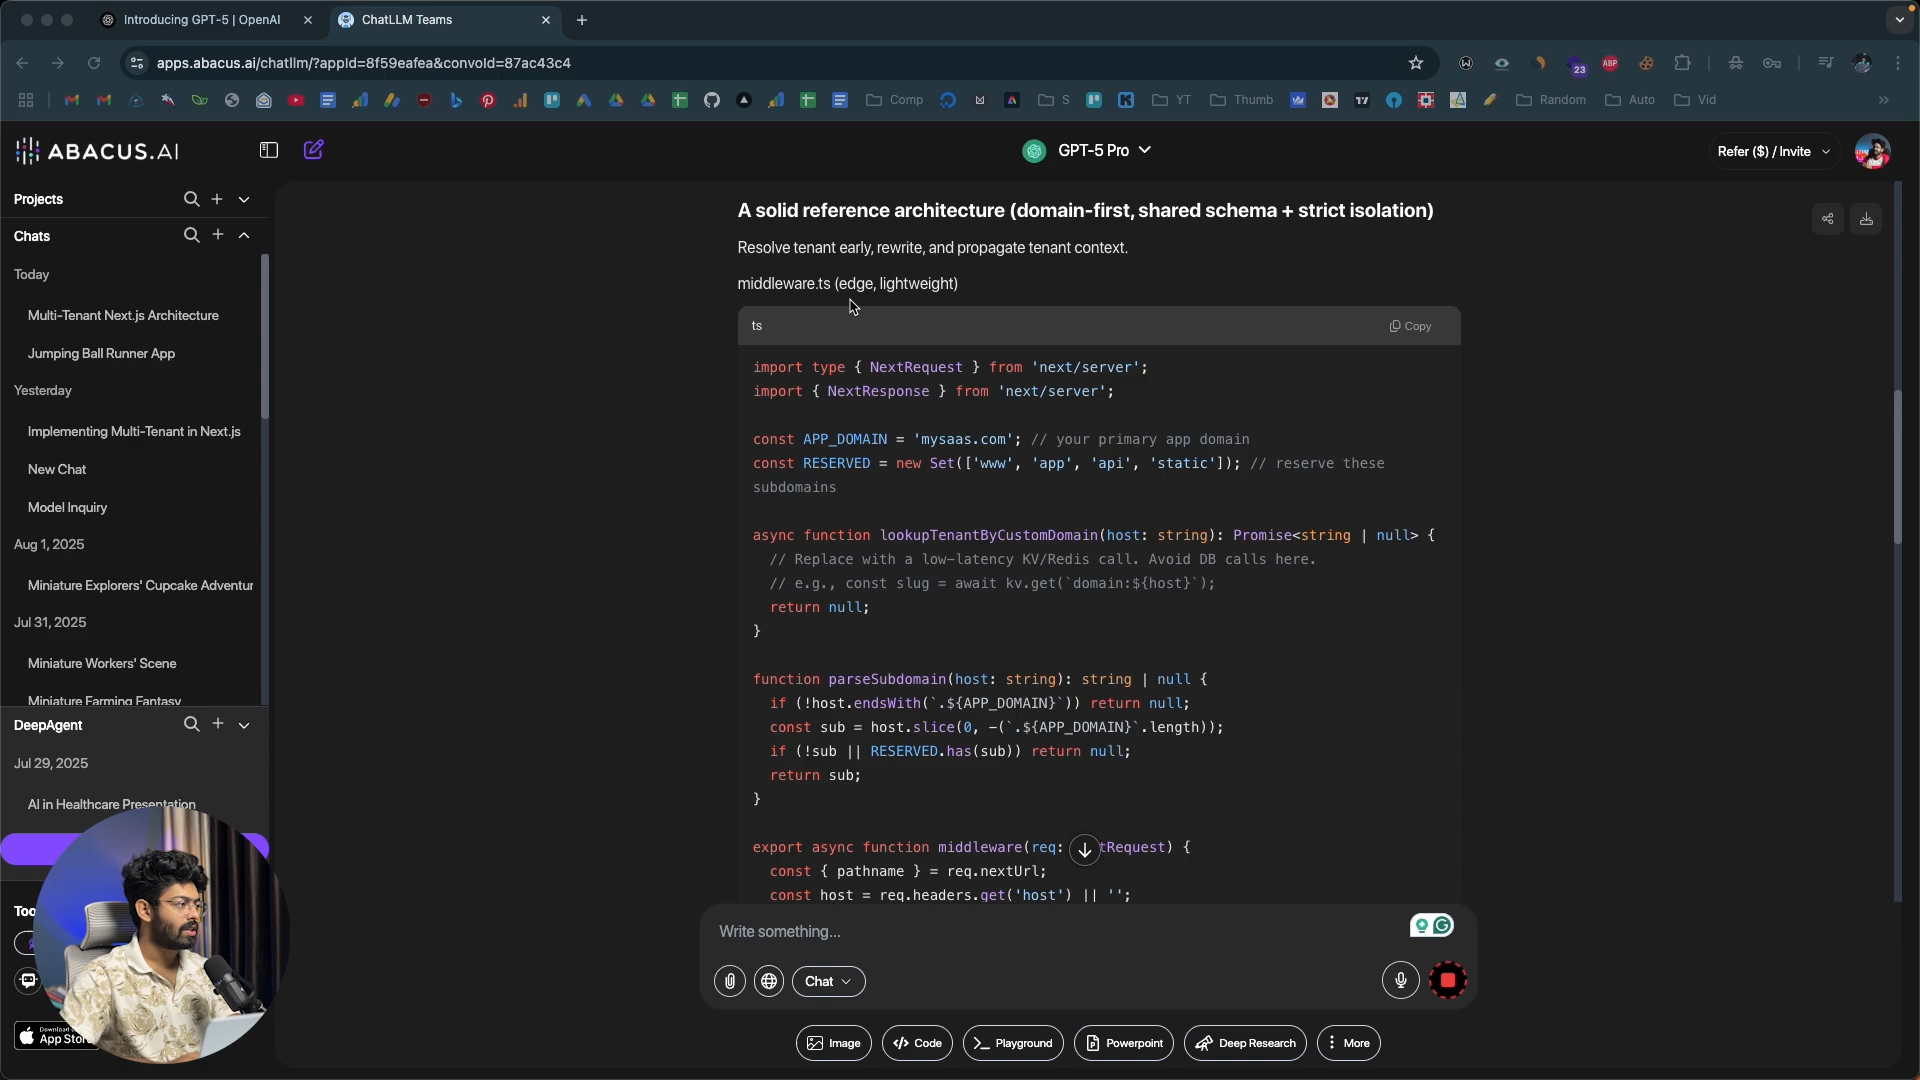 Introducing GPT-5 | OpenAI
ChatLLM Teams
apps.abacus.ai/chatllm/?appId=8f59eafea&convoId=87ac43c4
23
ABP
Comp
S
YT
Thumb
Random
Auto
Vid
ABACUS.AI
GPT-5 Pro
Refer ($) / Invite
Projects
Chats
Today
Multi-Tenant Next.js Architecture
Jumping Ball Runner App
Yesterday
Implementing Multi-Tenant in Next.js
New Chat
Model Inquiry
Aug 1, 2025
Miniature Explorers' Cupcake Adventur
Jul 31, 2025
Miniature Workers' Scene
Miniature Farming Fantasy
DeepAgent
Jul 29, 2025
AI in Healthcare Presentation
Too
Download
App Store
A solid reference architecture (domain-first, shared schema + strict isolation)
Resolve tenant early, rewrite, and propagate tenant context.
middleware.ts (edge, lightweight)
ts
Copy
import type { NextRequest } from 'next/server';
import { NextResponse } from 'next/server';
const APP_DOMAIN = 'mysaas.com'; // your primary app domain
const RESERVED = new Set(['www', 'app', 'api', 'static']); // reserve these
subdomains
async function lookupTenantByCustomDomain(host: string): Promise<string | null> {
// Replace with a low-latency KV/Redis call. Avoid DB calls here.
// e.g., const slug = await kv.get(`domain:${host}`);
return null;
}
function parseSubdomain(host: string): string | null {
if (!host.endsWith(`.${APP_DOMAIN}`)) return null;
const sub = host.slice(0, -(`.${APP_DOMAIN}`.length));
if (!sub || RESERVED.has(sub)) return null;
return sub;
}
export async function middleware(req: tRequest) {
const { pathname } = req.nextUrl;
const host = req.headers.get('host') || '';
Write something...
Chat
Image
Code
Playground
Powerpoint
Deep Research
More